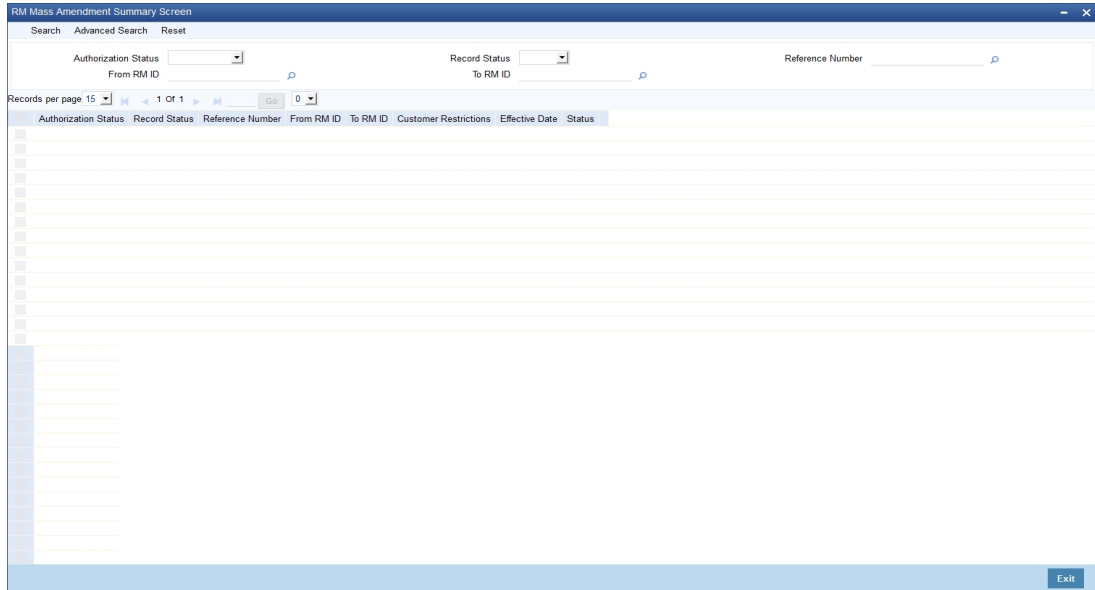 RM Mass Amendment Summary Screen
Search Advanced Search Reset
Authorization Status Record Status Reference Number
From RM ID To RM ID
Records per page 15 1 Of 1 Go 0
Authorization Status Record Status Reference Number From RM ID To RM ID Customer Restrictions Effective Date Status
Exit